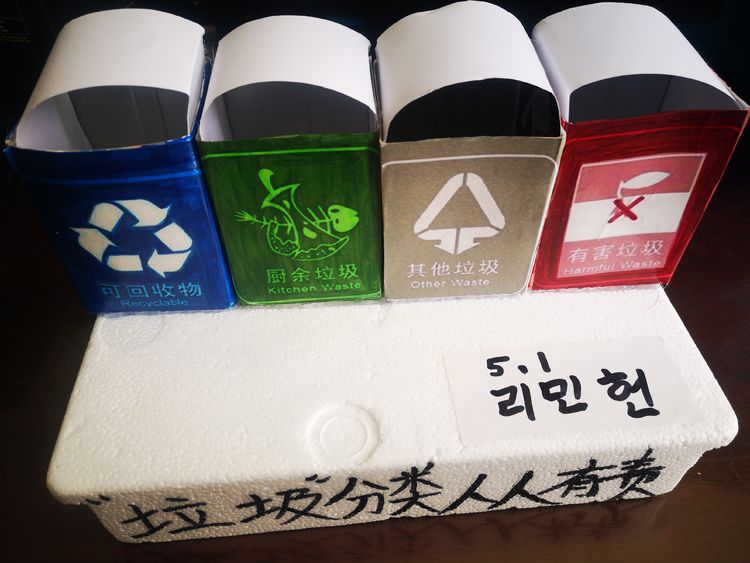 可回收物
Recyclable
厨余垃圾
Kitchen Waste
其他垃圾
Other Waste
有害垃圾
Harmful Waste
5.1
리민헌
"垃圾"分类人人有责